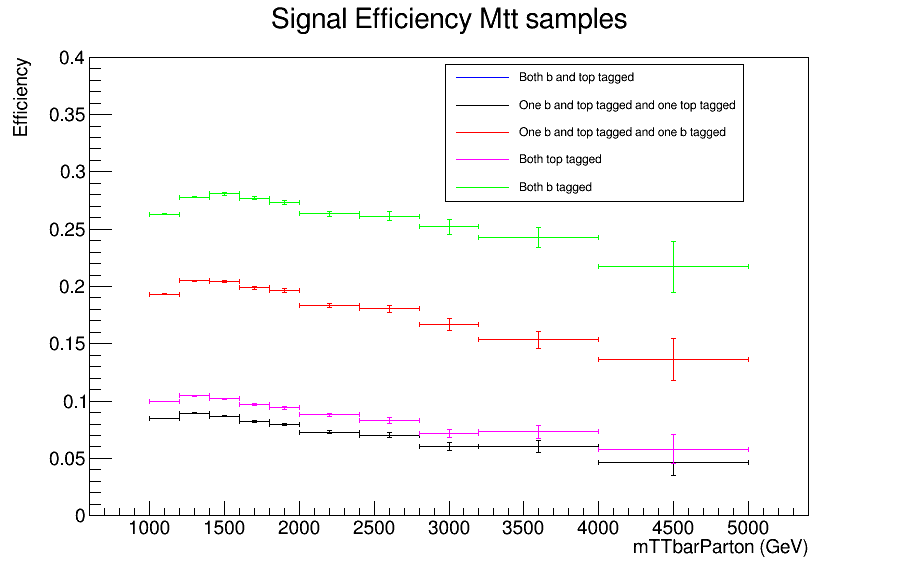 Signal Efficiency Mtt samples
Efficiency
0.4
0.35
0.3
0.25
0.2
0.15
0.1
0.05
0
Both b and top tagged
One b and top tagged and one top tagged
One b and top tagged and one b tagged
Both top tagged
Both b tagged
1000 1500 2000 2500 3000 3500 4000 4500 5000
mTTbarParton (GeV)